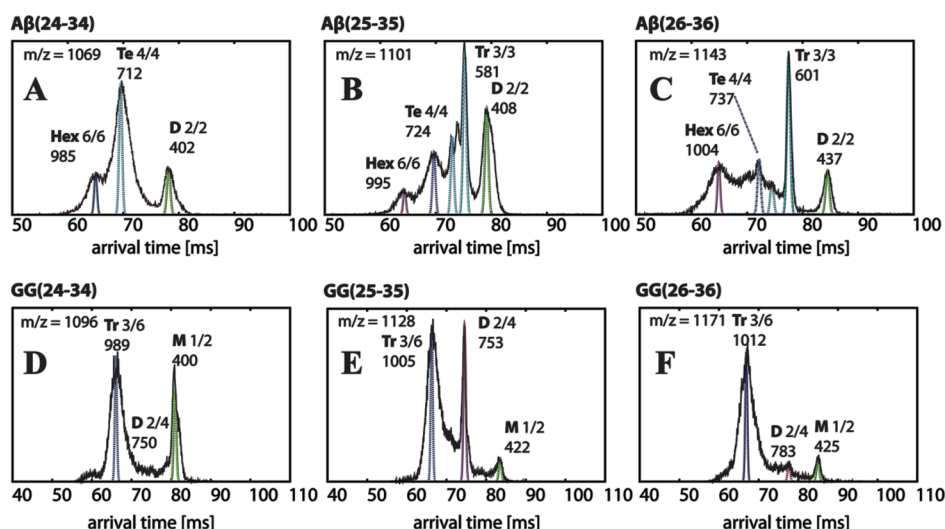 Aβ(24-34)
m/z = 1069
A
Te 4/4
712
Hex 6/6
985
D 2/2
402
50 60 70 80 90 100
arrival time [ms]
Aβ(25-35)
m/z = 1101
B
Tr 3/3
581
D 2/2
408
Te 4/4
724
Hex 6/6
995
50 60 70 80 90 100
arrival time [ms]
Aβ(26-36)
m/z = 1143
C
Te 4/4
737
Tr 3/3
601
Hex 6/6
1004
D 2/2
437
50 60 70 80 90 100
arrival time [ms]
GG(24-34)
m/z = 1096
D
Tr 3/6
989
M 1/2
400
D 2/4
750
40 50 60 70 80 90 100 110
arrival time [ms]
GG(25-35)
m/z = 1128
E
Tr 3/6
1005
D 2/4
753
M 1/2
422
40 50 60 70 80 90 100 110
arrival time [ms]
GG(26-36)
m/z = 1171
F
Tr 3/6
1012
D 2/4
783
M 1/2
425
40 50 60 70 80 90 100 110
arrival time [ms]